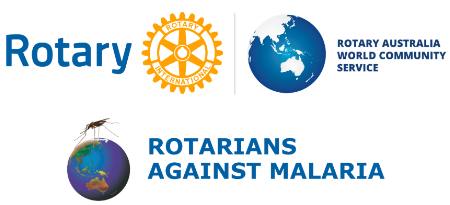 Rotary
ROTARY
INTERNATIONAL
ROTARY AUSTRALIA
WORLD COMMUNITY
SERVICE
ROTARIANS
AGAINST MALARIA